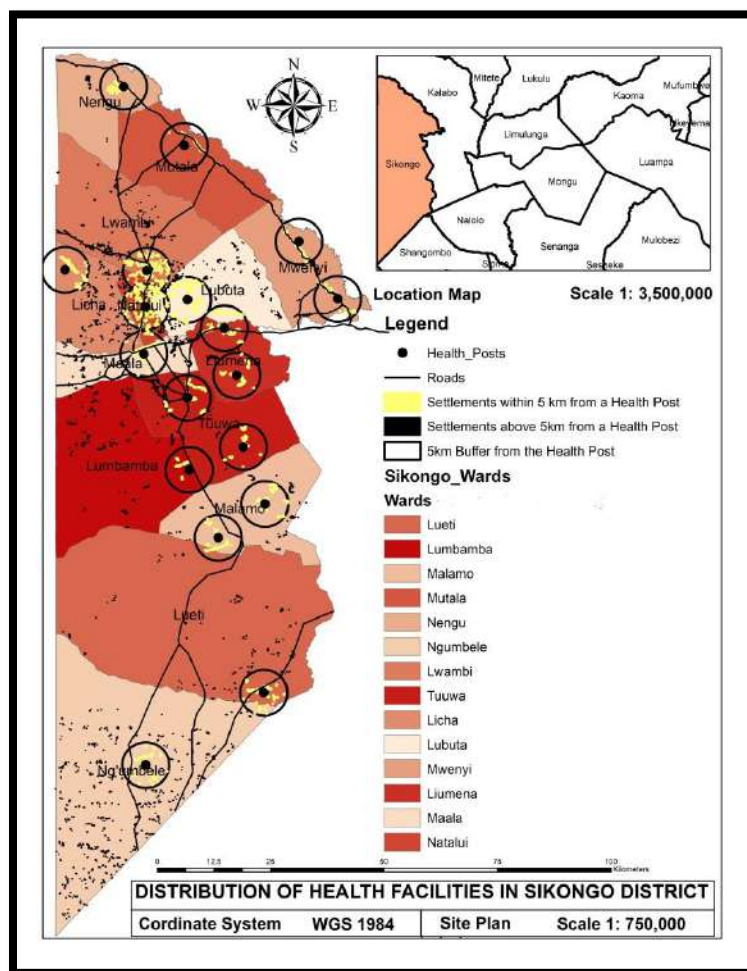 N
W E
S
Nengu
Mutala
Lwambi
Mwenyi
Licha
Natalui
Lubuta
Maala
Liumena
Tuuwa
Lumbamba
Malamo
Lueti
Ng'umbele
Kalabo
Mitete
Lukulu
Kaoma
Mufumbwe
Limulunga
Sikongo
Luampa
Mongu
Nalolo
Mulobezi
Shangombo
Senanga
Sesheke
Location Map Scale 1: 3,500,000
Legend
Health_Posts
Roads
Settlements within 5 km from a Health Post
Settlements above 5km from a Health Post
5km Buffer from the Health Post
Sikongo_Wards
Wards
Lueti
Lumbamba
Malamo
Mutala
Nengu
Ngumbele
Lwambi
Tuuwa
Licha
Lubuta
Mwenyi
Liumena
Maala
Natalui
0 12.5 25 50 75 100
Kilometers
DISTRIBUTION OF HEALTH FACILITIES IN SIKONGO DISTRICT
Cordinate System WGS 1984 Site Plan Scale 1: 750,000